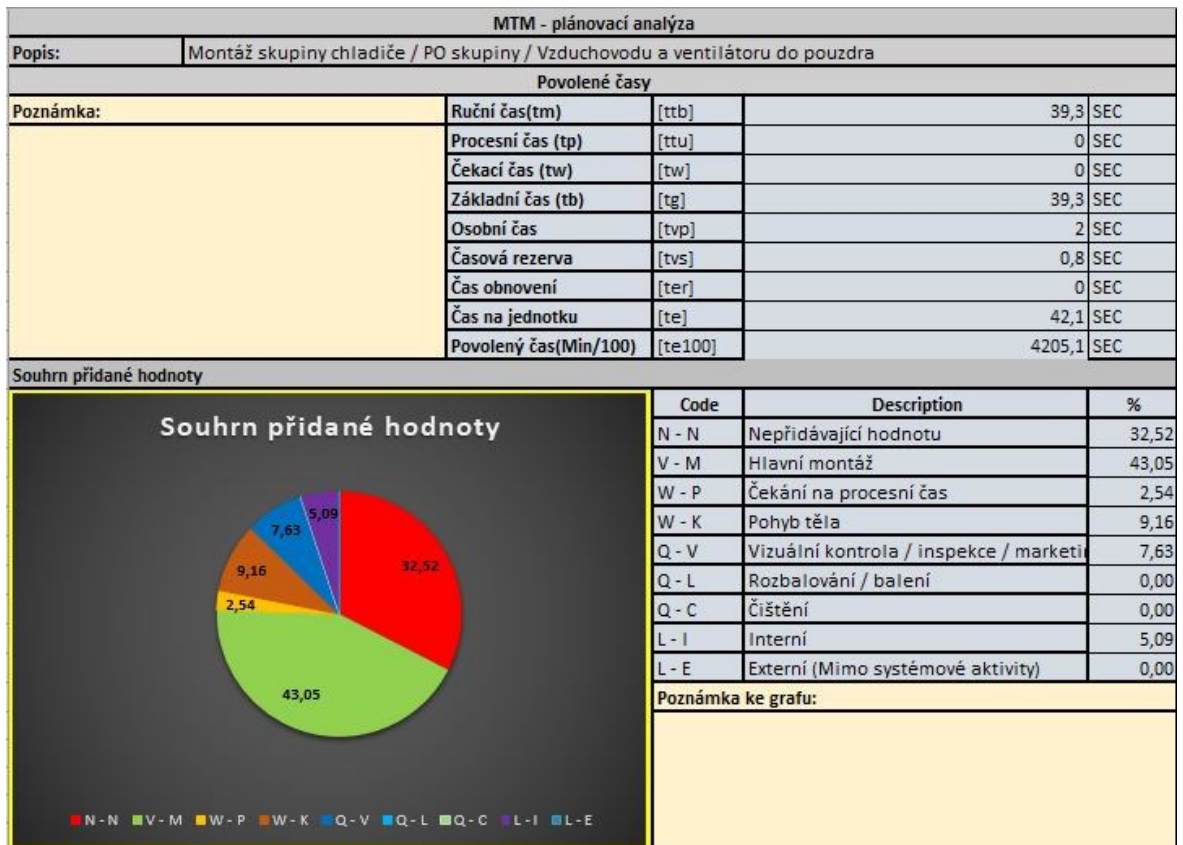 MTM - plánovací analýza
Popis: Montáž skupiny chladiče / PO skupiny / Vzduchovodu a ventilátoru do pouzdra
Povolené časy
Poznámka:
Ruční čas(tm) [ttb] 39,3 SEC
Procesní čas (tp) [ttu] 0 SEC
Čekací čas (tw) [tw] 0 SEC
Základní čas (tb) [tg] 39,3 SEC
Osobní čas [tvp] 2 SEC
Časová rezerva [tvs] 0,8 SEC
Čas obnovení [ter] 0 SEC
Čas na jednotku [te] 42,1 SEC
Povolený čas(Min/100) [te100] 4205,1 SEC
Souhrn přidané hodnoty
Souhrn přidané hodnoty
5,09
7,63
32,52
9,16
2,54
43,05
N - N V - M W - P W - K Q - V Q - L Q - C L - I L - E
Code Description %
N - N Nepřidávající hodnotu 32,52
V - M Hlavní montáž 43,05
W - P Čekání na procesní čas 2,54
W - K Pohyb těla 9,16
Q - V Vizuální kontrola / inspekce / marketi 7,63
Q - L Rozbalování / balení 0,00
Q - C Čištění 0,00
L - I Interní 5,09
L - E Externí (Mimo systémové aktivity) 0,00
Poznámka ke grafu: